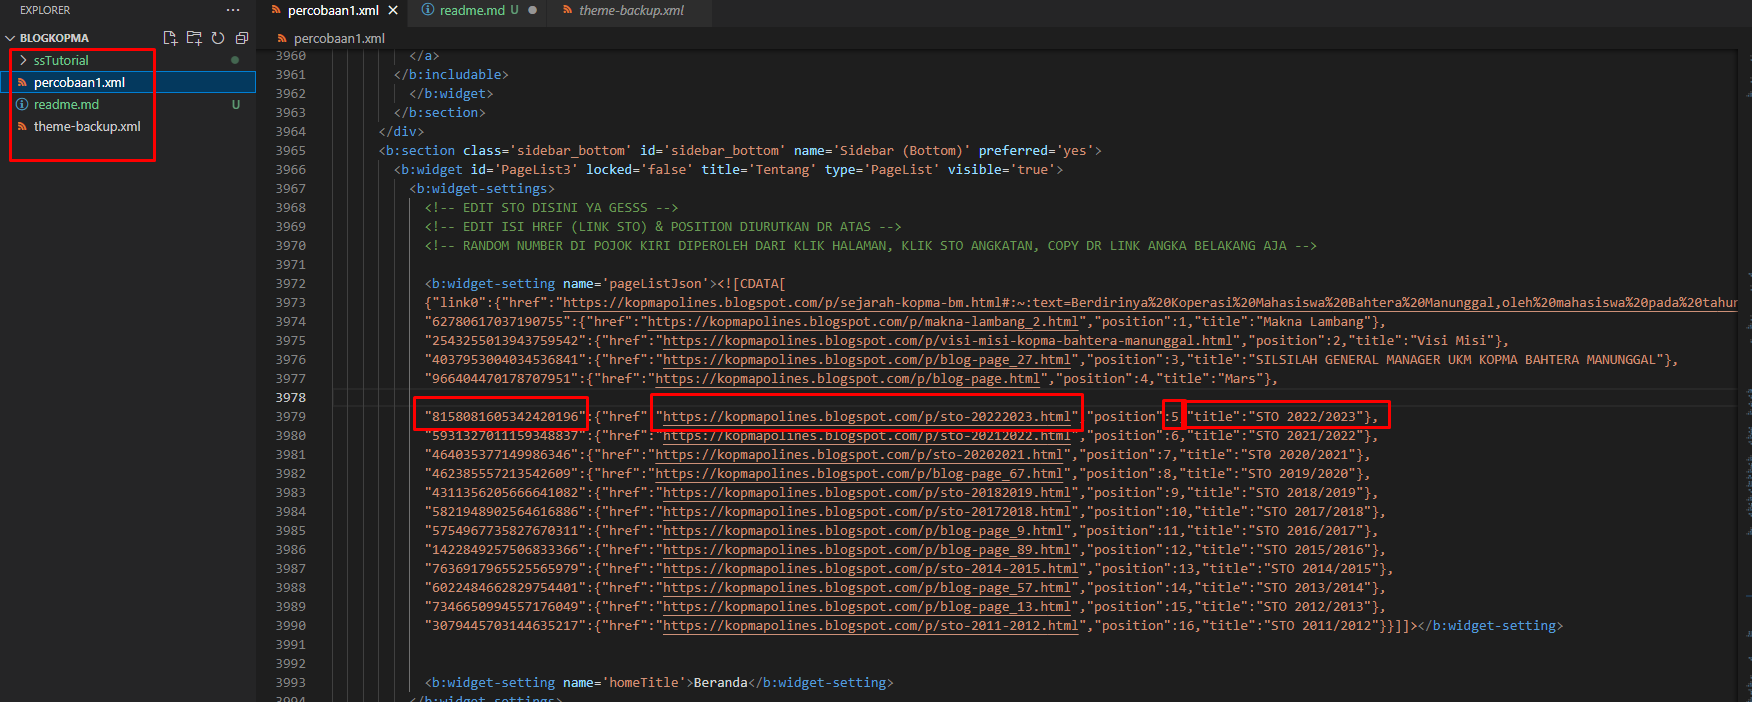 EXPLORER ···
BLOGKOPMA
ssTutorial
percobaan1.xml
readme.md U
theme-backup.xml
percobaan1.xml readme.md U theme-backup.xml
percobaan1.xml
3960 </a>
3961 </b:includable>
3962 </b:widget>
3963 </b:section>
3964 </div>
3965 <b:section class='sidebar_bottom' id='sidebar_bottom' name='Sidebar (Bottom)' preferred='yes'>
3966 <b:widget id='PageList3' locked='false' title='Tentang' type='PageList' visible='true'>
3967 <b:widget-settings>
3968 <!-- EDIT STO DISINI YA GESSS -->
3969 <!-- EDIT ISI HREF (LINK STO) & POSITION DIURUTKAN DR ATAS -->
3970 <!-- RANDOM NUMBER DI POJOK KIRI DIPEROLEH DARI KLIK HALAMAN, KLIK STO ANGKATAN, COPY DR LINK ANGKA BELAKANG AJA -->
3971
3972 <b:widget-setting name='pageListJson'><![CDATA[
3973 {"link0":{"href":"https://kopmapolines.blogspot.com/p/sejarah-kopma-bm.html#:~:text=Berdirinya%20Koperasi%20Mahasiswa%20Bahtera%20Manunggal,oleh%20mahasiswa%20pada%20tahun
3974 "62780617037190755":{"href":"https://kopmapolines.blogspot.com/p/makna-lambang_2.html","position":1,"title":"Makna Lambang"},
3975 "2543255013943759542":{"href":"https://kopmapolines.blogspot.com/p/visi-misi-kopma-bahtera-manunggal.html","position":2,"title":"Visi Misi"},
3976 "4037953004034536841":{"href":"https://kopmapolines.blogspot.com/p/blog-page_27.html","position":3,"title":"SILSILAH GENERAL MANAGER UKM KOPMA BAHTERA MANUNGGAL"},
3977 "966404470178707951":{"href":"https://kopmapolines.blogspot.com/p/blog-page.html","position":4,"title":"Mars"},
3978
3979 "8158081605342420196":{"href":"https://kopmapolines.blogspot.com/p/sto-20222023.html","position":5,"title":"STO 2022/2023"},
3980 "5931327011159348837":{"href":"https://kopmapolines.blogspot.com/p/sto-20212022.html","position":6,"title":"STO 2021/2022"},
3981 "464035377149986346":{"href":"https://kopmapolines.blogspot.com/p/sto-20202021.html","position":7,"title":"ST0 2020/2021"},
3982 "462385557213542609":{"href":"https://kopmapolines.blogspot.com/p/blog-page_67.html","position":8,"title":"STO 2019/2020"},
3983 "4311356205666641082":{"href":"https://kopmapolines.blogspot.com/p/sto-20182019.html","position":9,"title":"STO 2018/2019"},
3984 "5821948902564616886":{"href":"https://kopmapolines.blogspot.com/p/sto-20172018.html","position":10,"title":"STO 2017/2018"},
3985 "5754967735827670311":{"href":"https://kopmapolines.blogspot.com/p/blog-page_9.html","position":11,"title":"STO 2016/2017"},
3986 "1422849257506833366":{"href":"https://kopmapolines.blogspot.com/p/blog-page_89.html","position":12,"title":"STO 2015/2016"},
3987 "7636917965525565979":{"href":"https://kopmapolines.blogspot.com/p/sto-2014-2015.html","position":13,"title":"STO 2014/2015"},
3988 "6022484662829754401":{"href":"https://kopmapolines.blogspot.com/p/blog-page_57.html","position":14,"title":"STO 2013/2014"},
3989 "7346650994557176049":{"href":"https://kopmapolines.blogspot.com/p/blog-page_13.html","position":15,"title":"STO 2012/2013"},
3990 "3079445703144635217":{"href":"https://kopmapolines.blogspot.com/p/sto-2011-2012.html","position":16,"title":"STO 2011/2012"}}]]></b:widget-setting>
3991
3992
3993 <b:widget-setting name='homeTitle'>Beranda</b:widget-setting>
3994 </b:widget-settings>